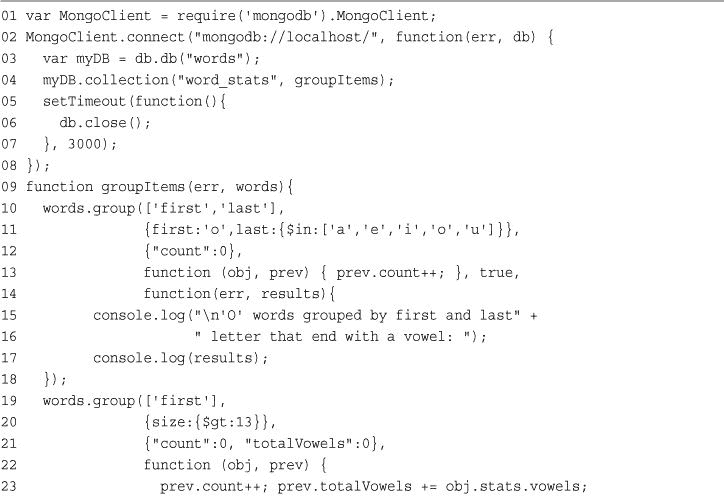 01 var MongoClient = require('mongodb').MongoClient;
02 MongoClient.connect("mongodb://localhost/", function(err, db) {
03   var myDB = db.db("words");
04   myDB.collection("word_stats", groupItems);
05   setTimeout(function(){
06     db.close();
07   }, 3000);
08 });
09 function groupItems(err, words){
10   words.group(['first','last'],
11               {first:'o',last:{$in:['a','e','i','o','u']}},
12               {"count":0},
13               function (obj, prev) { prev.count++; }, true,
14               function(err, results){
15         console.log("\n'O' words grouped by first and last" +
16                     " letter that end with a vowel: ");
17         console.log(results);
18   });
19   words.group(['first'],
20               {size:{$gt:13}},
21               {"count":0, "totalVowels":0},
22               function (obj, prev) {
23                 prev.count++; prev.totalVowels += obj.stats.vowels;